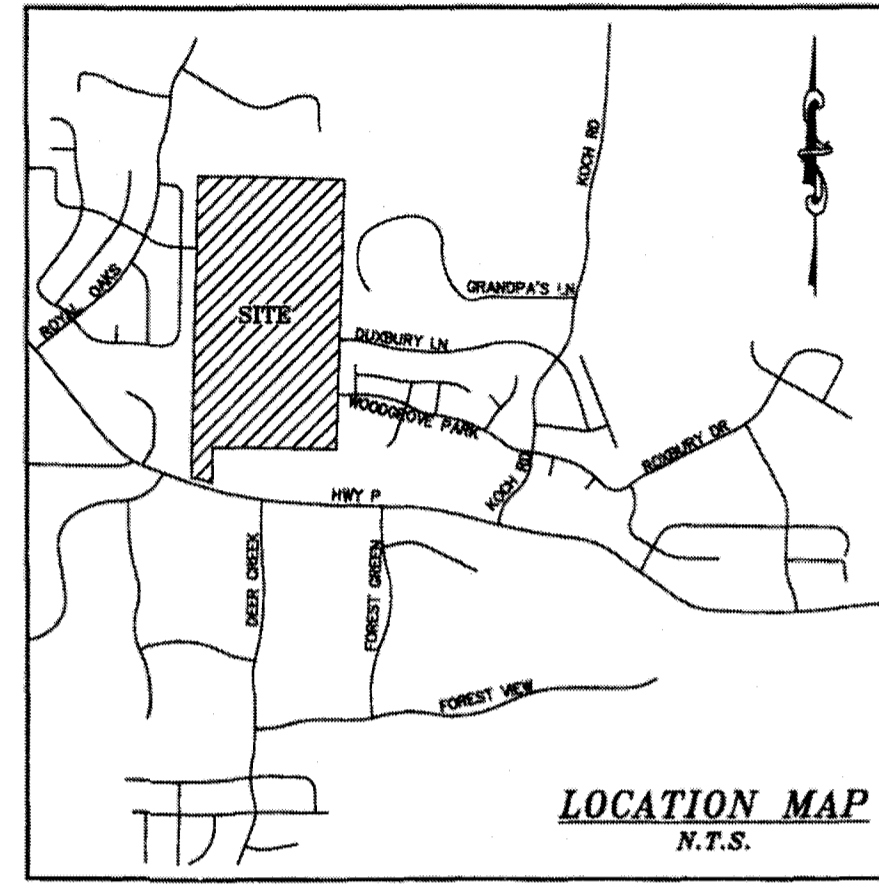 KOCH RD
ROYAL OAKS
GRANDPA'S LN
SITE
DUXBURY LN
WOODGROVE PARK
ROXBURY DR
KOCH RD
HWY P
DEER CREEK
FOREST GREEN
FOREST VIEW
LOCATION MAP
N.T.S.